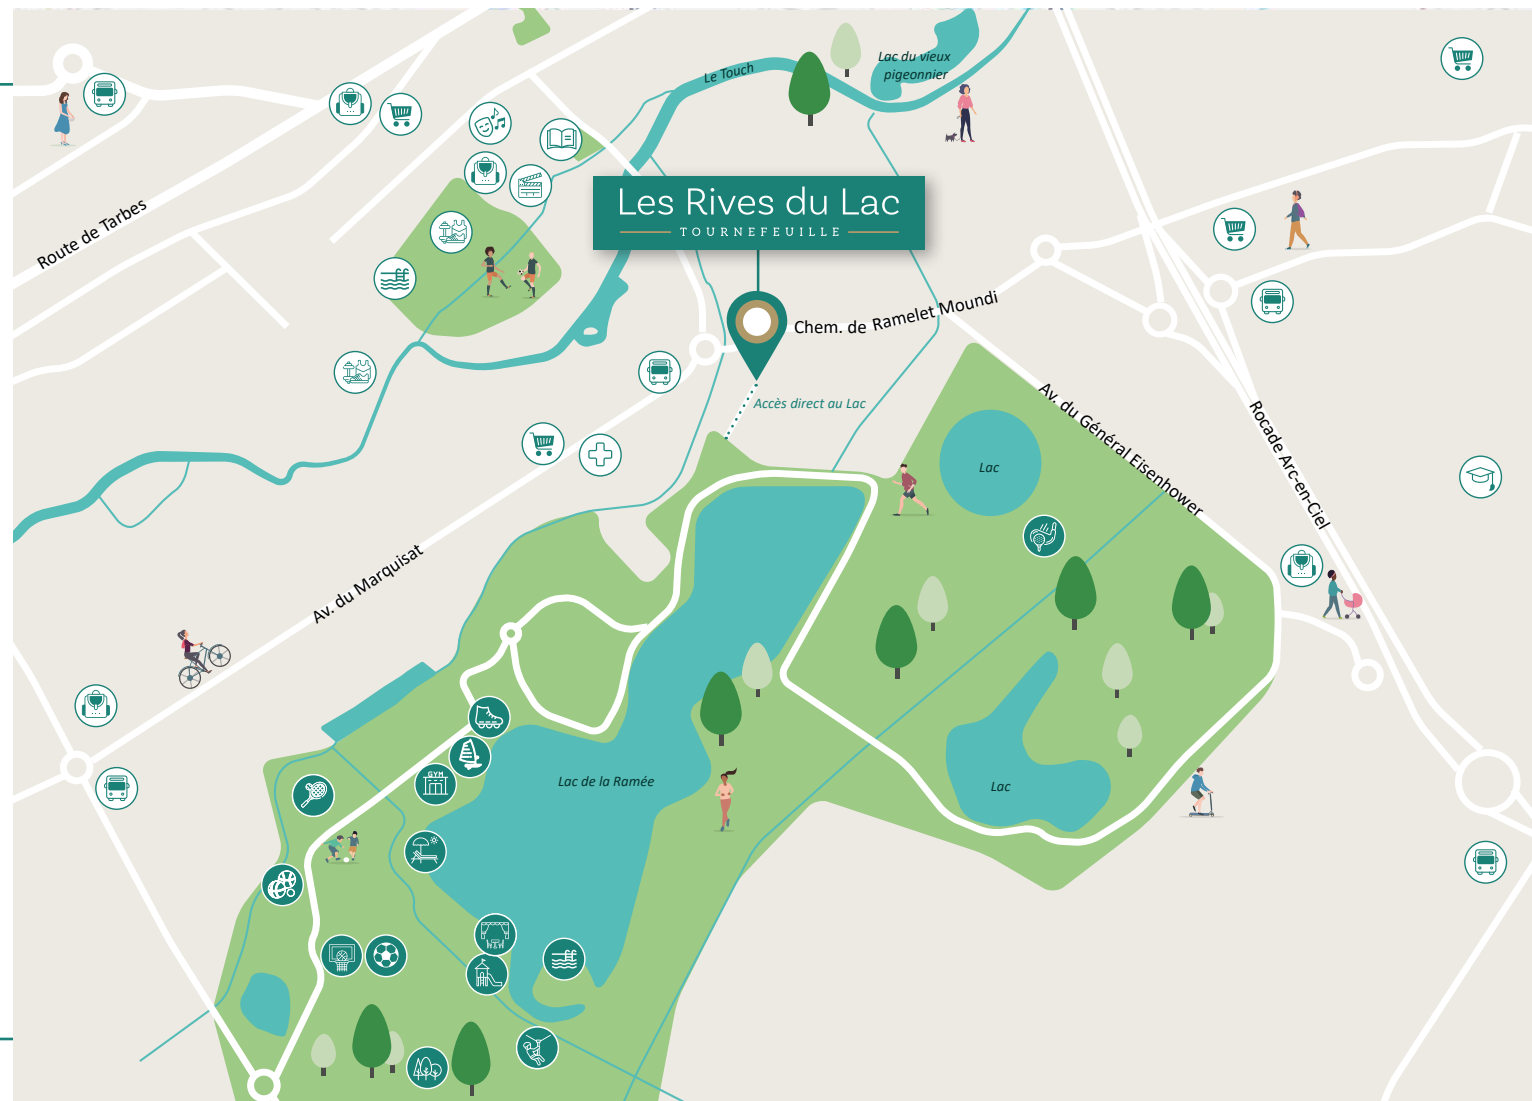 Lac du vieux
pigeonnier
Le Touch
Les Rives du Lac
TOURNEFEUILLE
Route de Tarbes
Chem. de Ramelet Moundi
Accès direct au Lac
Av. du Général Eisenhower
Rocade Arc-en-Ciel
Lac
Av. du Marquisat
Lac de la Ramée
GYM
Lac